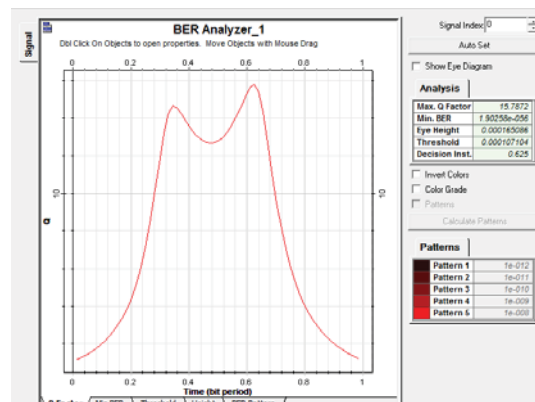 Signal
BER Analyzer_1
Dbl Click On Objects to open properties. Move Objects with Mouse Drag
0 0.2 0.4 0.6 0.8 1
Q
10
10
0 0.2 0.4 0.6 0.8 1
Time (bit period)
Signal Index: 0
Auto Set
Show Eye Diagram
Analysis
Max. Q Factor 15.7872
Min. BER 1.90258e-056
Eye Height 0.000165086
Threshold 0.000107104
Decision Inst. 0.625
Invert Colors
Color Grade
Patterns
Calculate Patterns
Patterns
Pattern 1 1e-012
Pattern 2 1e-011
Pattern 3 1e-010
Pattern 4 1e-009
Pattern 5 1e-008